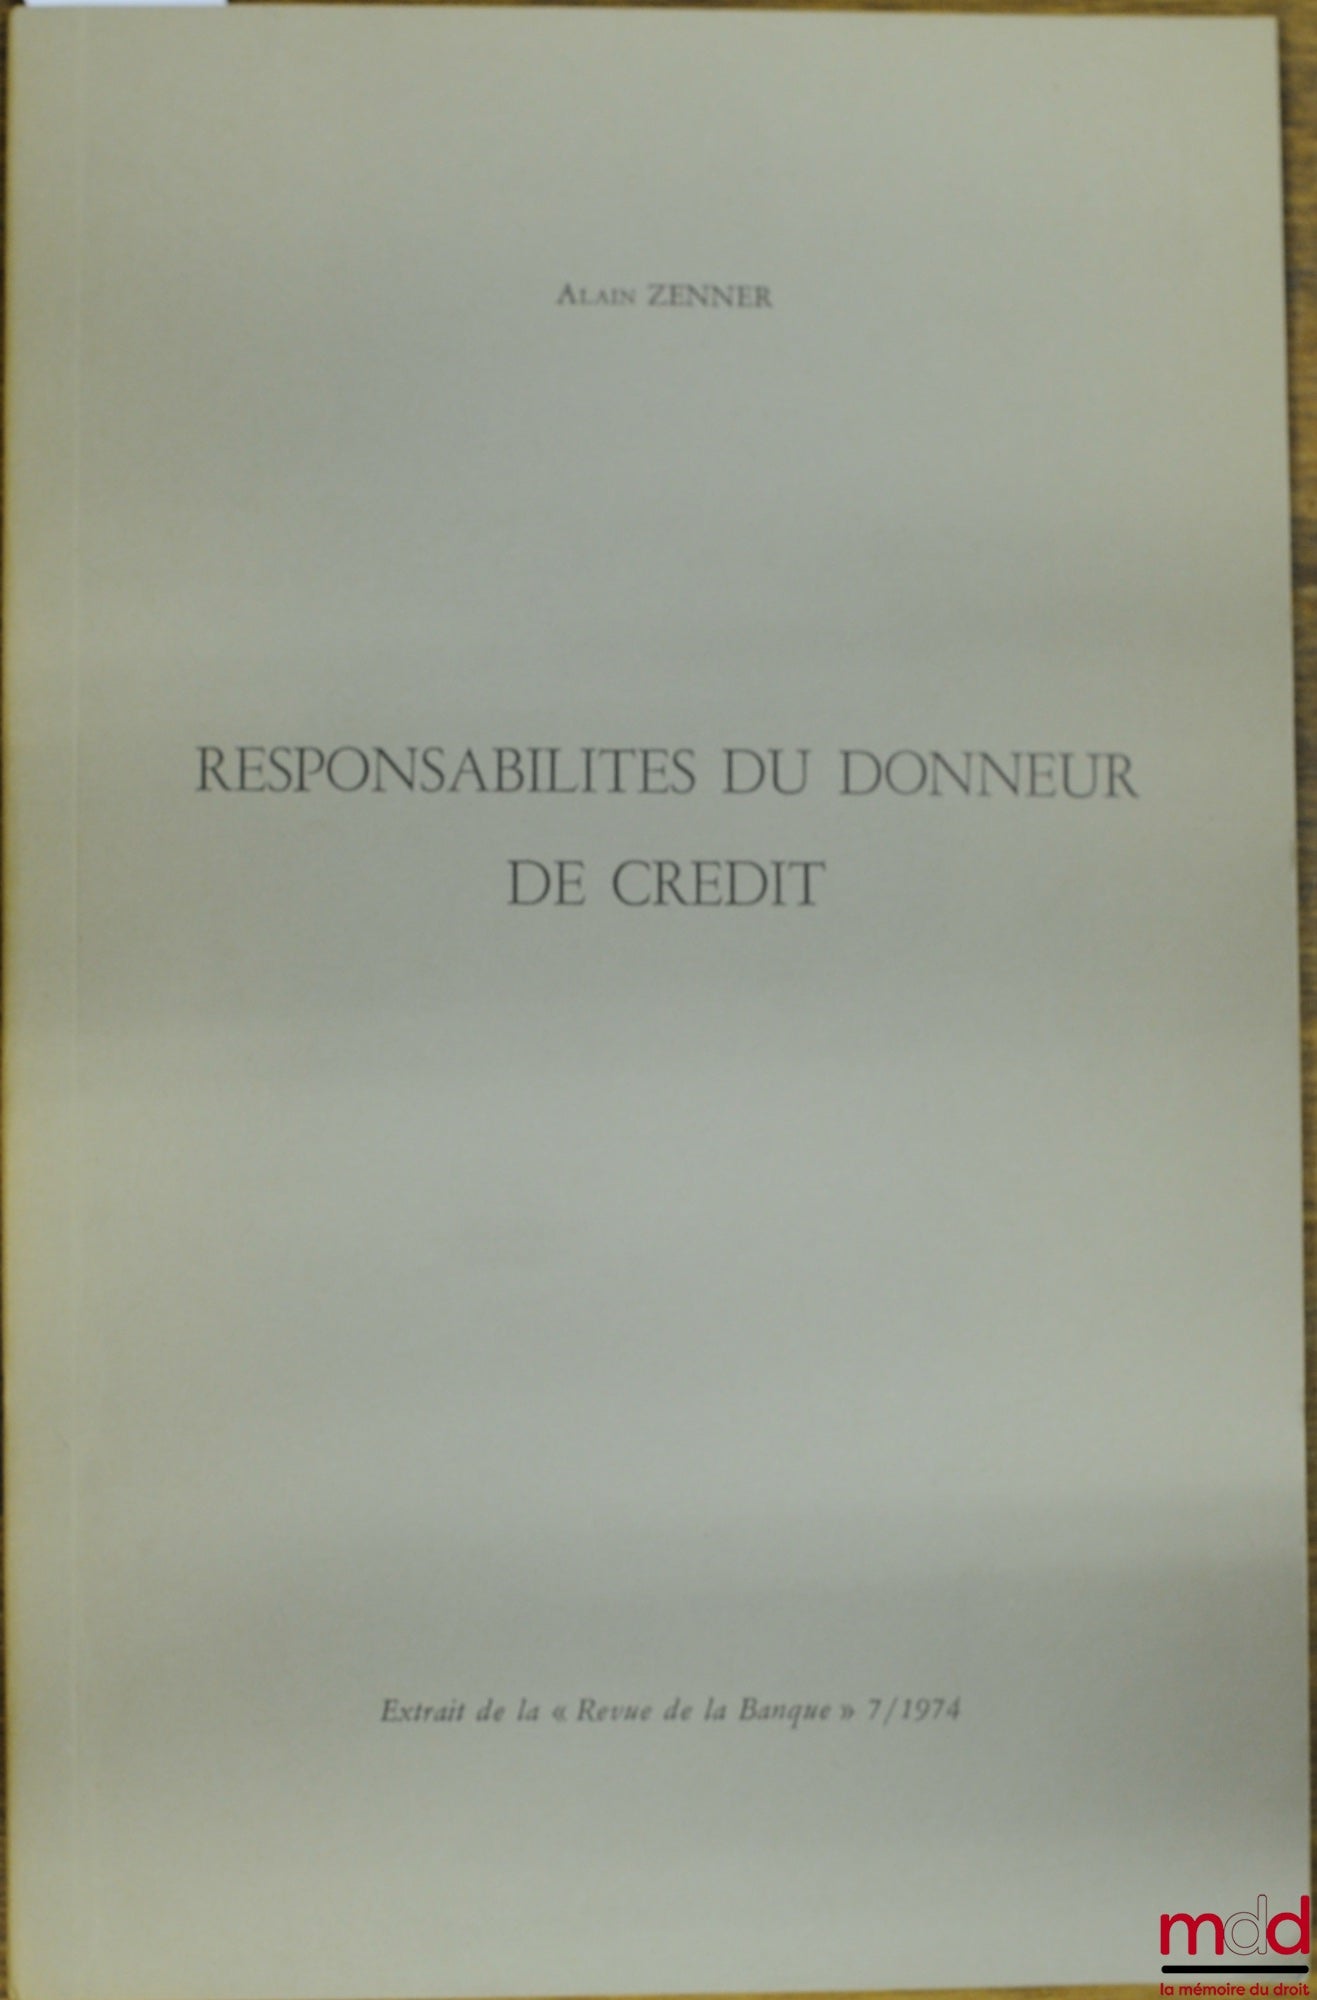 Alain ZENNER
RESPONSABILITES DU DONNEUR
DE CREDIT
Extrait de la « Revue de la Banque » 7/1974
mdd
la mémoire du droit